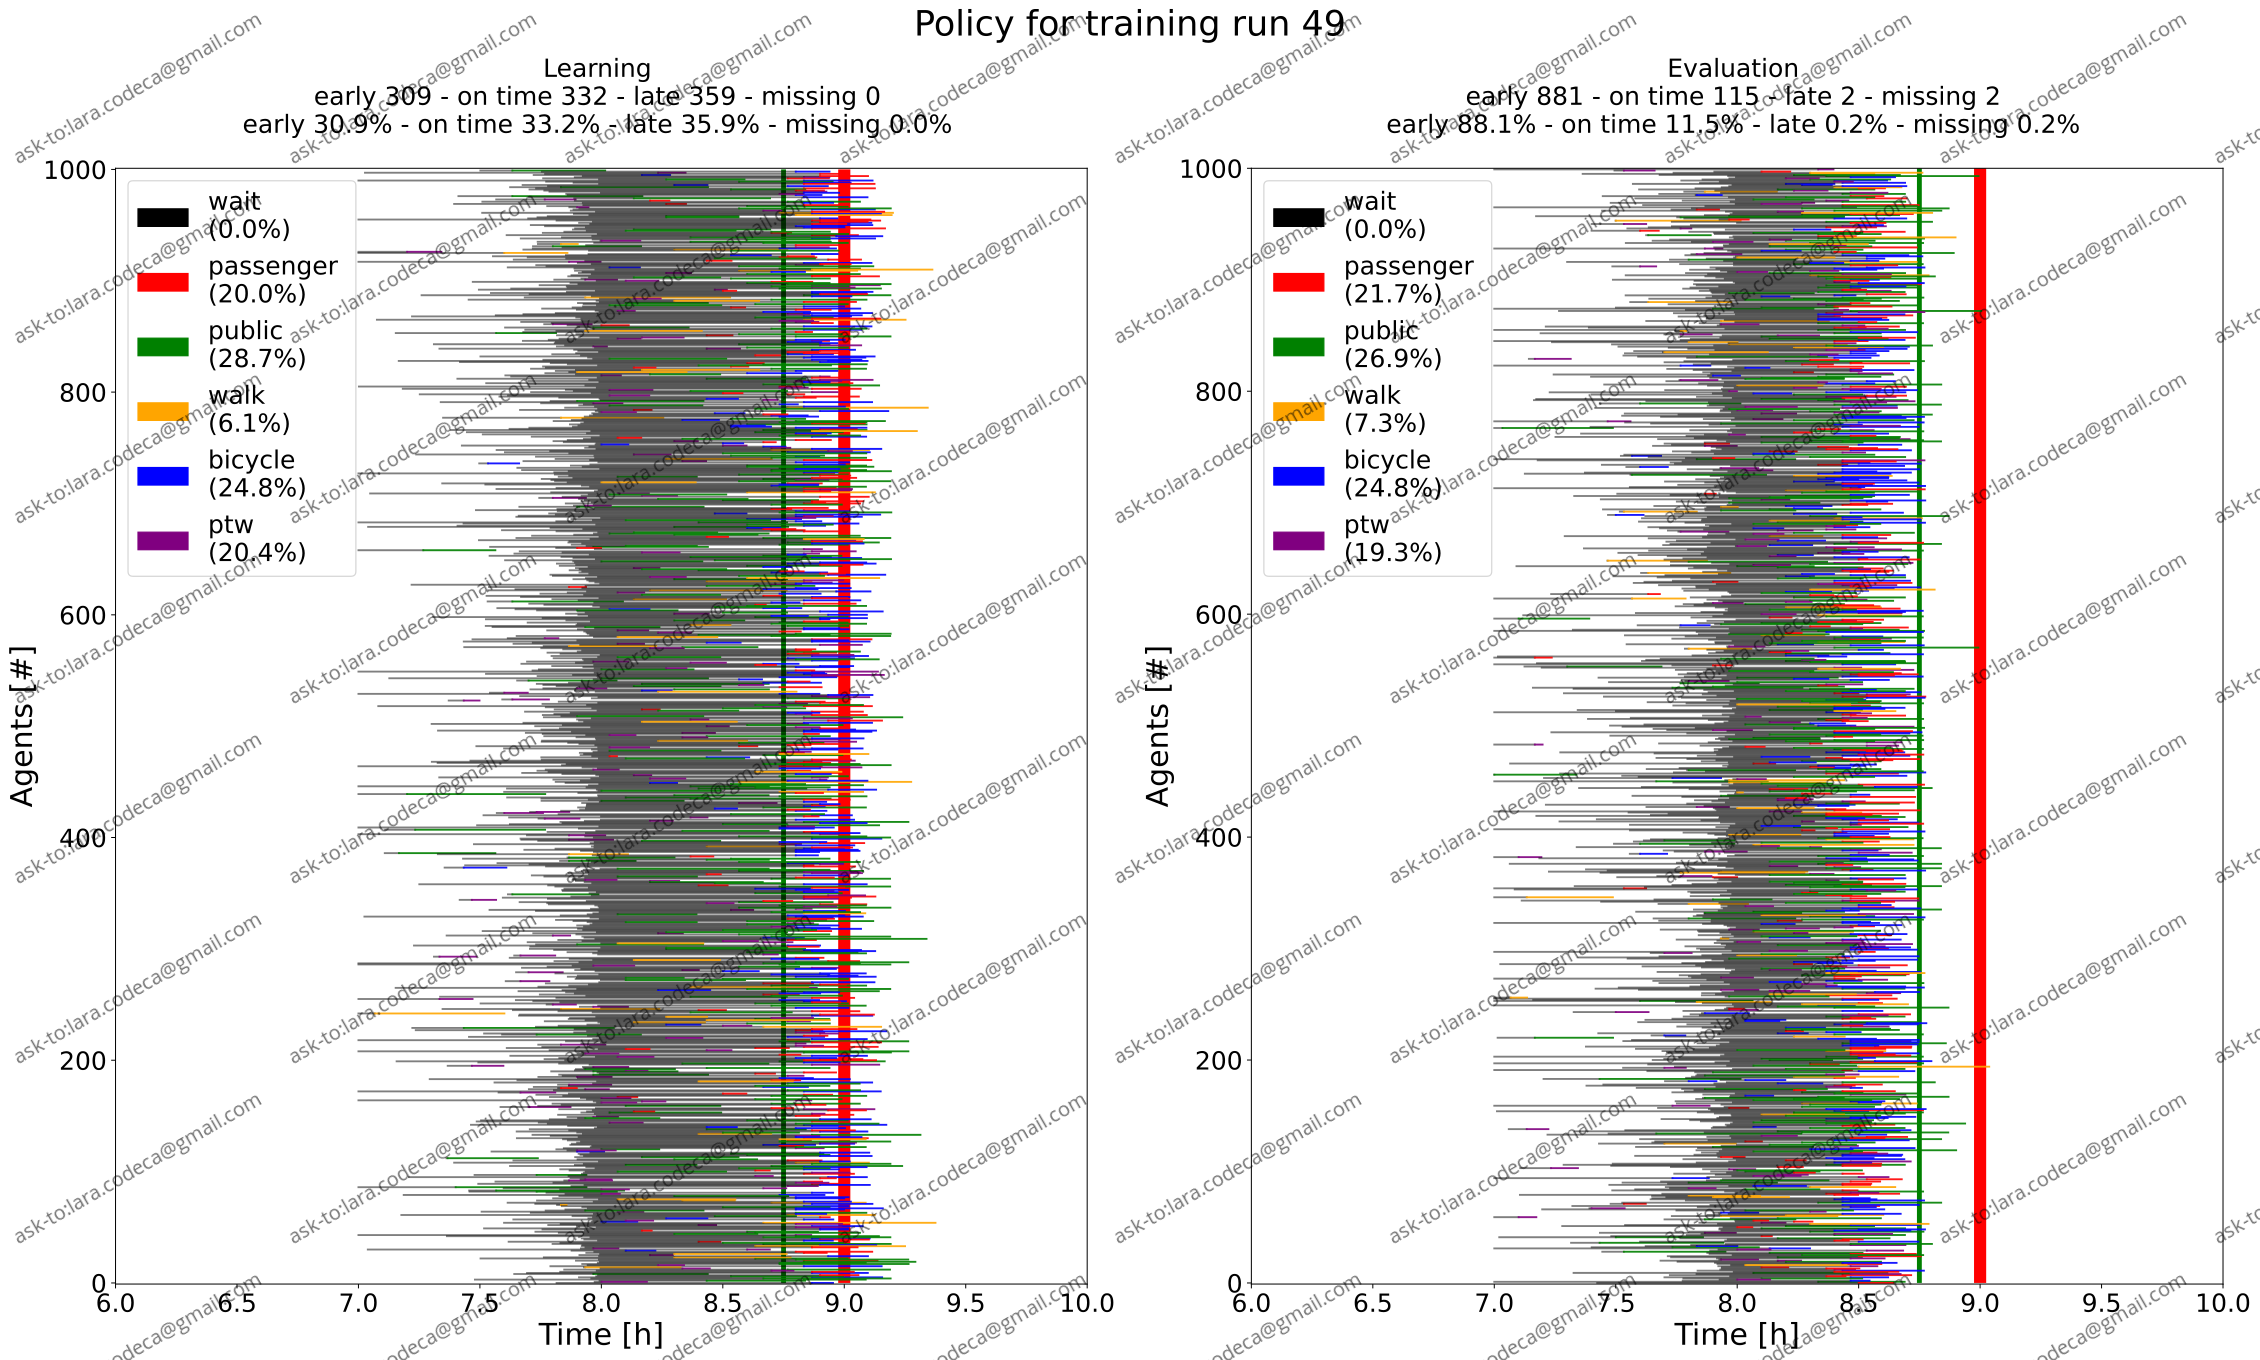 Policy for training run 49
Learning
early 309 - on time 332 - late 359 - missing 0
early 30.9% - on time 33.2% - late 35.9% - missing 0.0%
1000
800
600
400
200
0
Agents [#]
wait
(0.0%)
passenger
(20.0%)
public
(28.7%)
walk
(6.1%)
bicycle
(24.8%)
ptw
(20.4%)
6.0 6.5 7.0 7.5 8.0 8.5 9.0 9.5 10.0
Time [h]
Evaluation
early 881 - on time 115 - late 2 - missing 2
early 88.1% - on time 11.5% - late 0.2% - missing 0.2%
1000
800
600
400
200
0
Agents [#]
wait
(0.0%)
passenger
(21.7%)
public
(26.9%)
walk
(7.3%)
bicycle
(24.8%)
ptw
(19.3%)
6.0 6.5 7.0 7.5 8.0 8.5 9.0 9.5 10.0
Time [h]
ask-to:lara.codeca@gmail.com